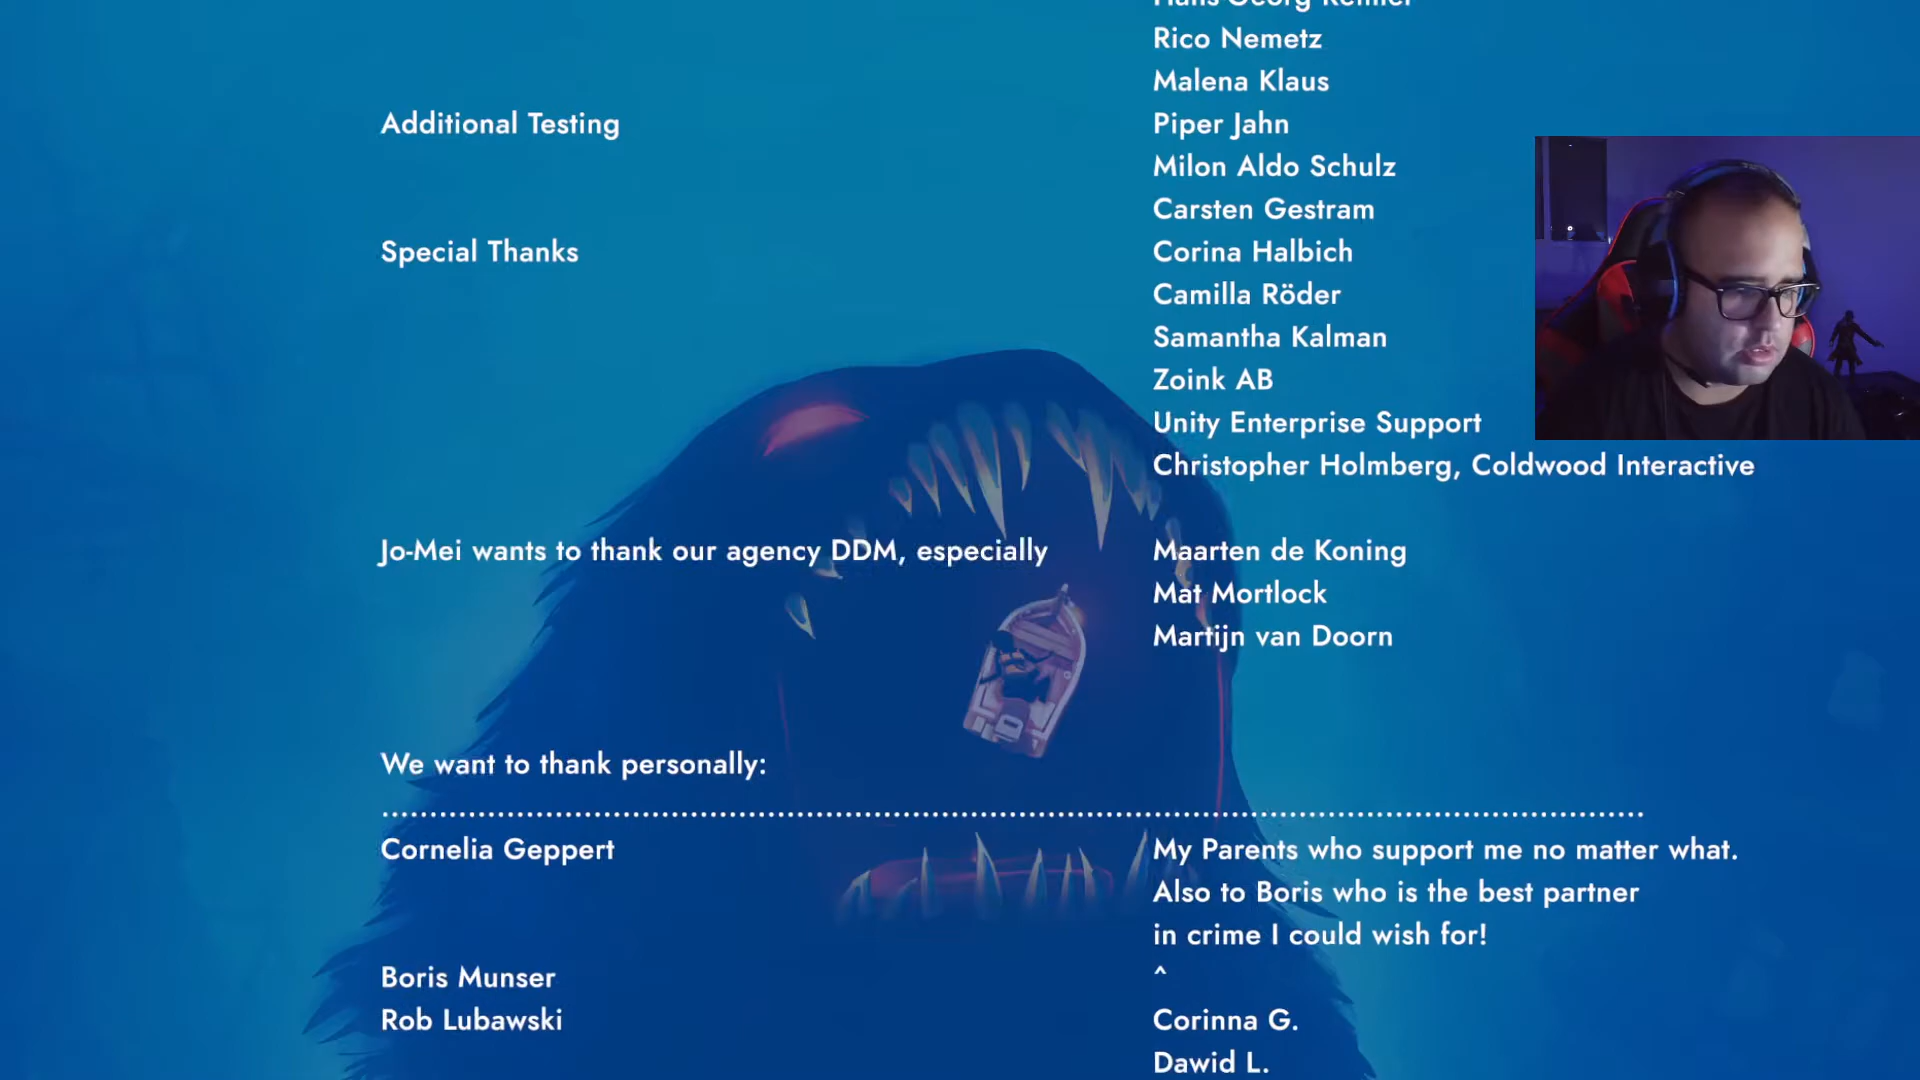 Rico Nemetz
Malena Klaus
Additional Testing Piper Jahn
Milon Aldo Schulz
Carsten Gestram
Special Thanks Corina Halbich
Camilla Röder
Samantha Kalman
Zoink AB
Unity Enterprise Support
Christopher Holmberg, Coldwood Interactive
Jo-Mei wants to thank our agency DDM, especially Maarten de Koning
Mat Mortlock
Martijn van Doorn
We want to thank personally:
Cornelia Geppert My Parents who support me no matter what.
Also to Boris who is the best partner
in crime I could wish for!
Boris Munser ^
Rob Lubawski Corinna G.
Dawid L.